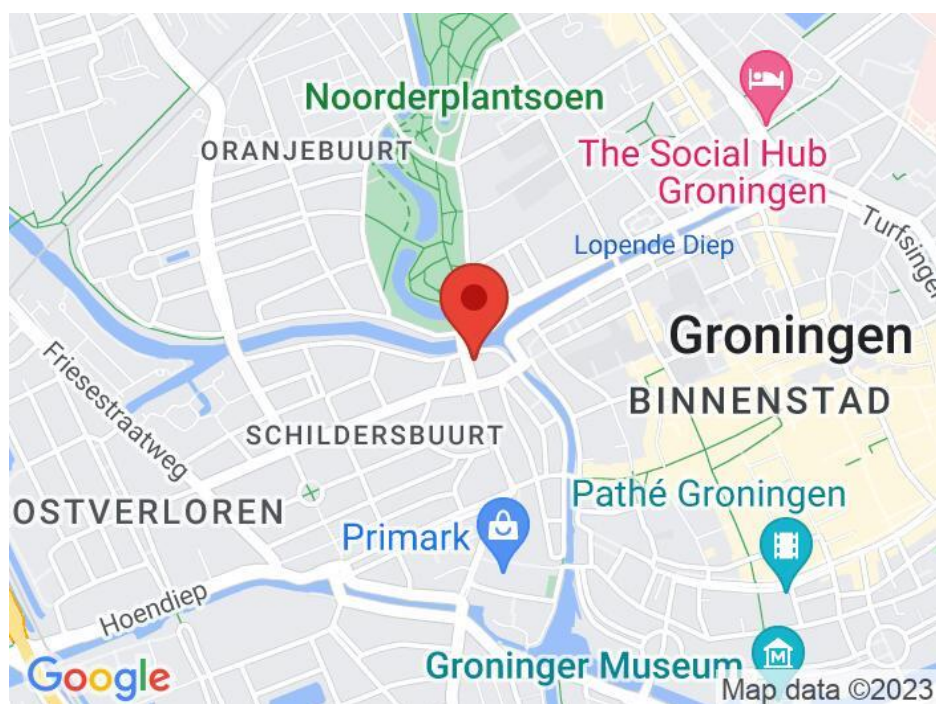 Noorderplantsoen
ORANJEBUURT
The Social Hub
Groningen
Lopende Diep
Turfsingel
Groningen
BINNENSTAD
Friesestraatweg
SCHILDERSBUURT
OSTVERLOREN
Pathé Groningen
Primark
Hoendiep
Groninger Museum
M
Google
Map data ©2023